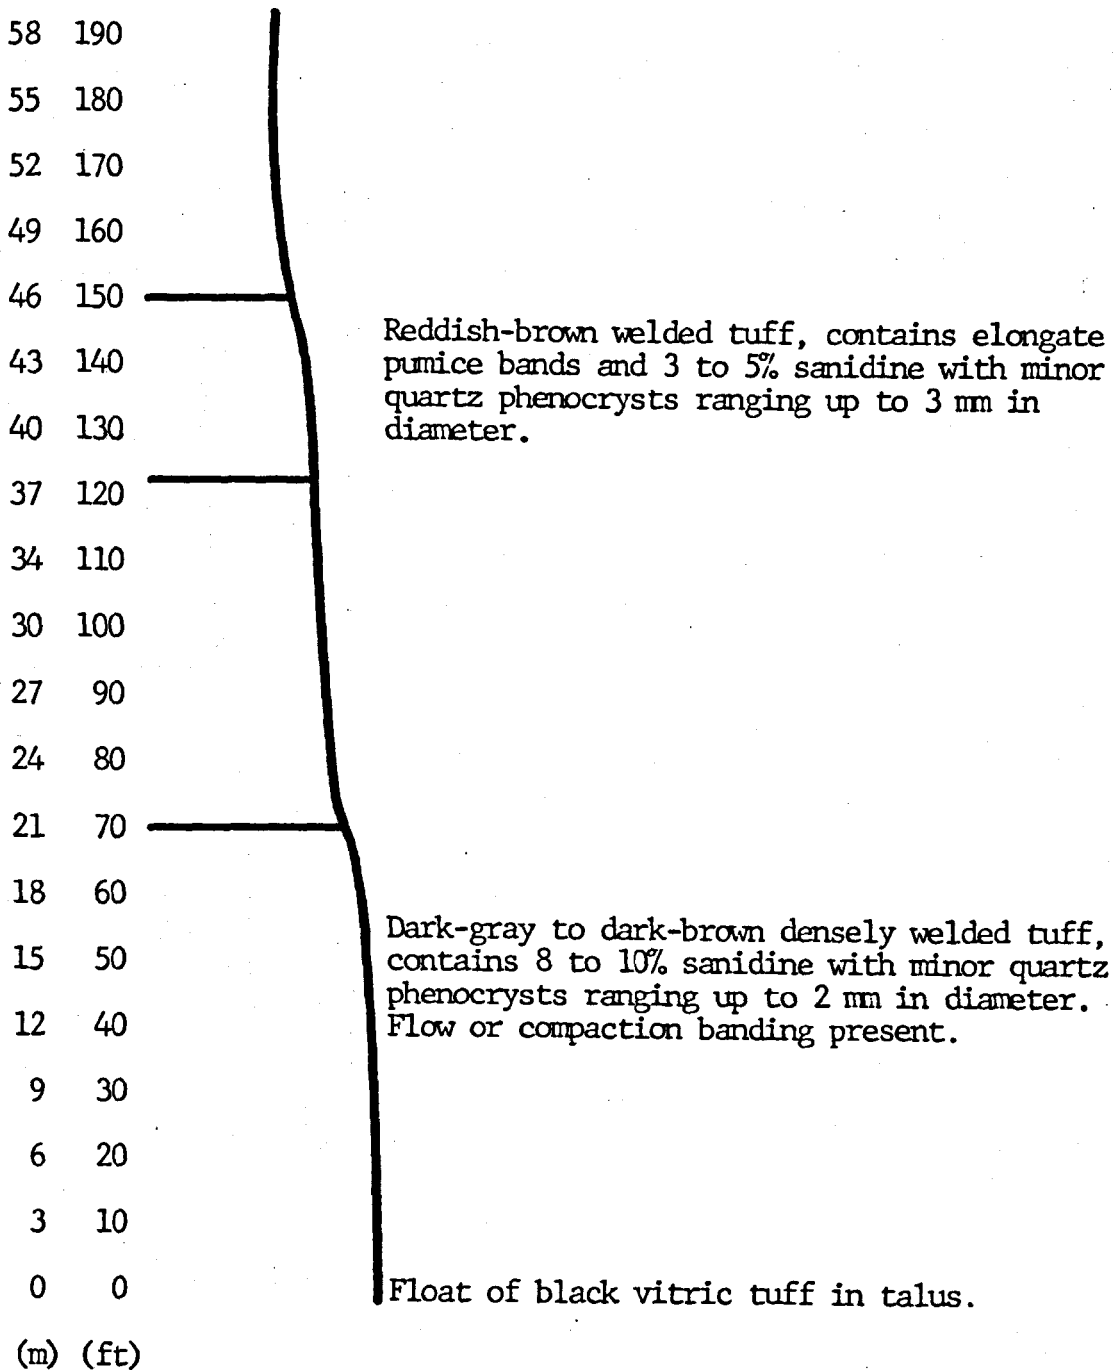 58 190
55 180
52 170
49 160
46 150
Reddish-brown welded tuff, contains elongate
43 140
pumice bands and 3 to 5% sanidine with minor
quartz phenocrysts ranging up to 3 mm in
40 130
diameter.
37 120
34 110
30 100
27 90
24 80
21 70
18 60
Dark-gray to dark-brown densely welded tuff,
15 50
contains 8 to 10% sanidine with minor quartz
phenocrysts ranging up to 2 mm in diameter.
12 40
Flow or compaction banding present.
9 30
6 20
3 10
0 0
Float of black vitric tuff in talus.
(m) (ft)